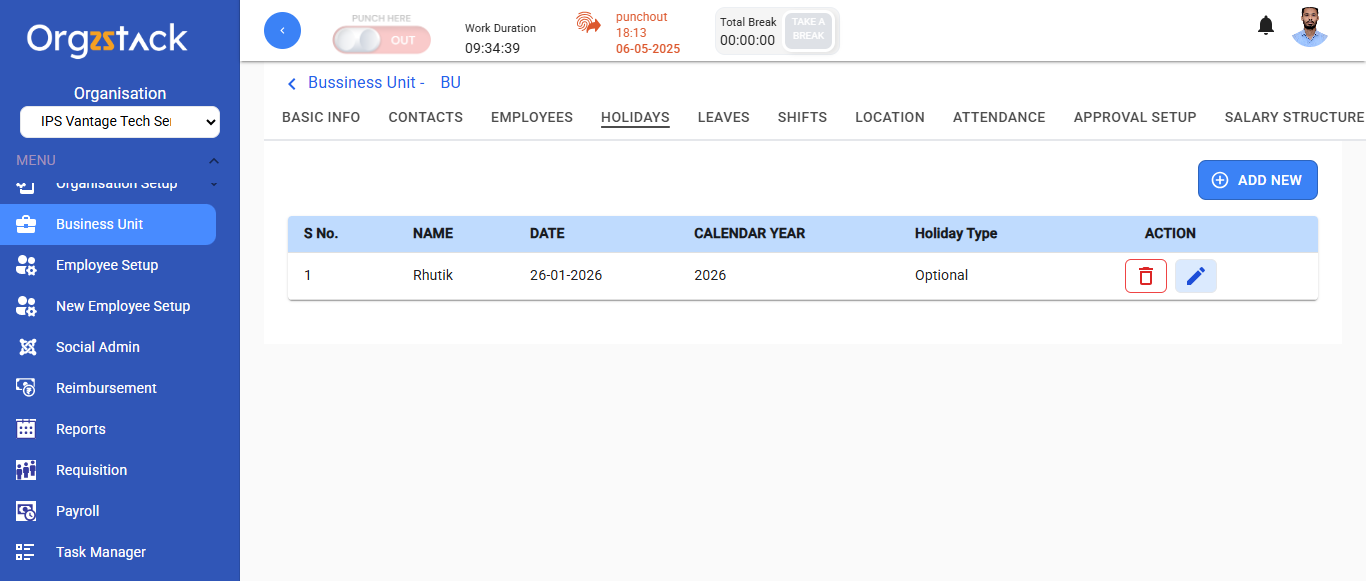 Orgzstack
Organisation
IPS Vantage Tech Ser
MENU
Organisation Setup
Business Unit
Employee Setup
New Employee Setup
Social Admin
Reimbursement
Reports
Requisition
Payroll
Task Manager
PUNCH HERE
OUT
Work Duration
09:34:39
punchout
18:13
06-05-2025
Total Break
00:00:00
TAKE A
BREAK
Bussiness Unit - BU
BASIC INFO CONTACTS EMPLOYEES HOLIDAYS LEAVES SHIFTS LOCATION ATTENDANCE APPROVAL SETUP SALARY STRUCTURE
ADD NEW
S No. NAME DATE CALENDAR YEAR Holiday Type ACTION
1 Rhutik 26-01-2026 2026 Optional